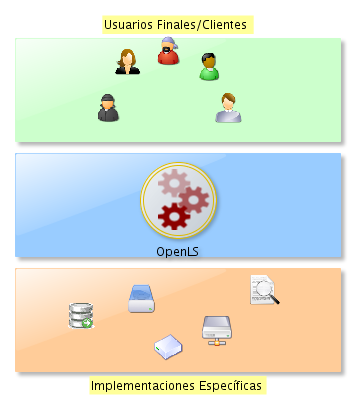 Usuarios Finales/Clientes
OpenLS
Implementaciones Específicas